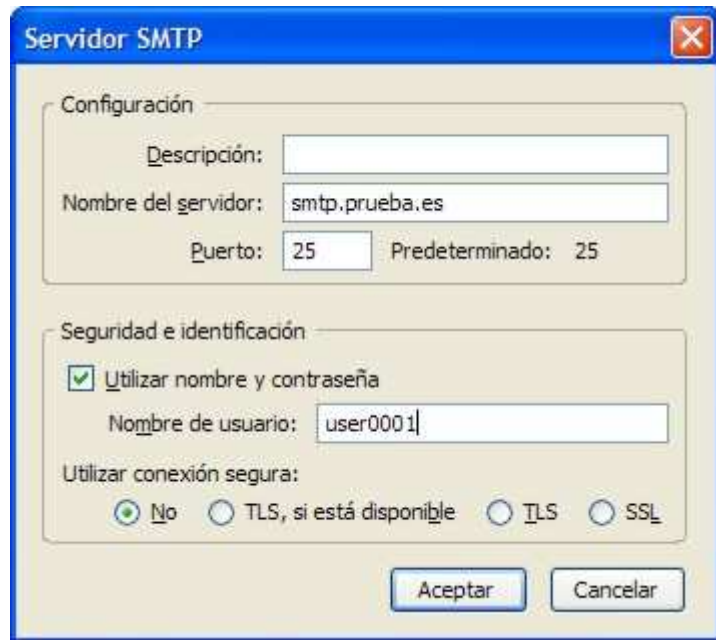 Servidor SMTP
Configuración
Descripción:
Nombre del servidor: smtp.prueba.es
Puerto: 25 Predeterminado: 25
Seguridad e identificación
Utilizar nombre y contraseña
Nombre de usuario: user0001
Utilizar conexión segura:
No TLS, si está disponible TLS SSL
Aceptar Cancelar